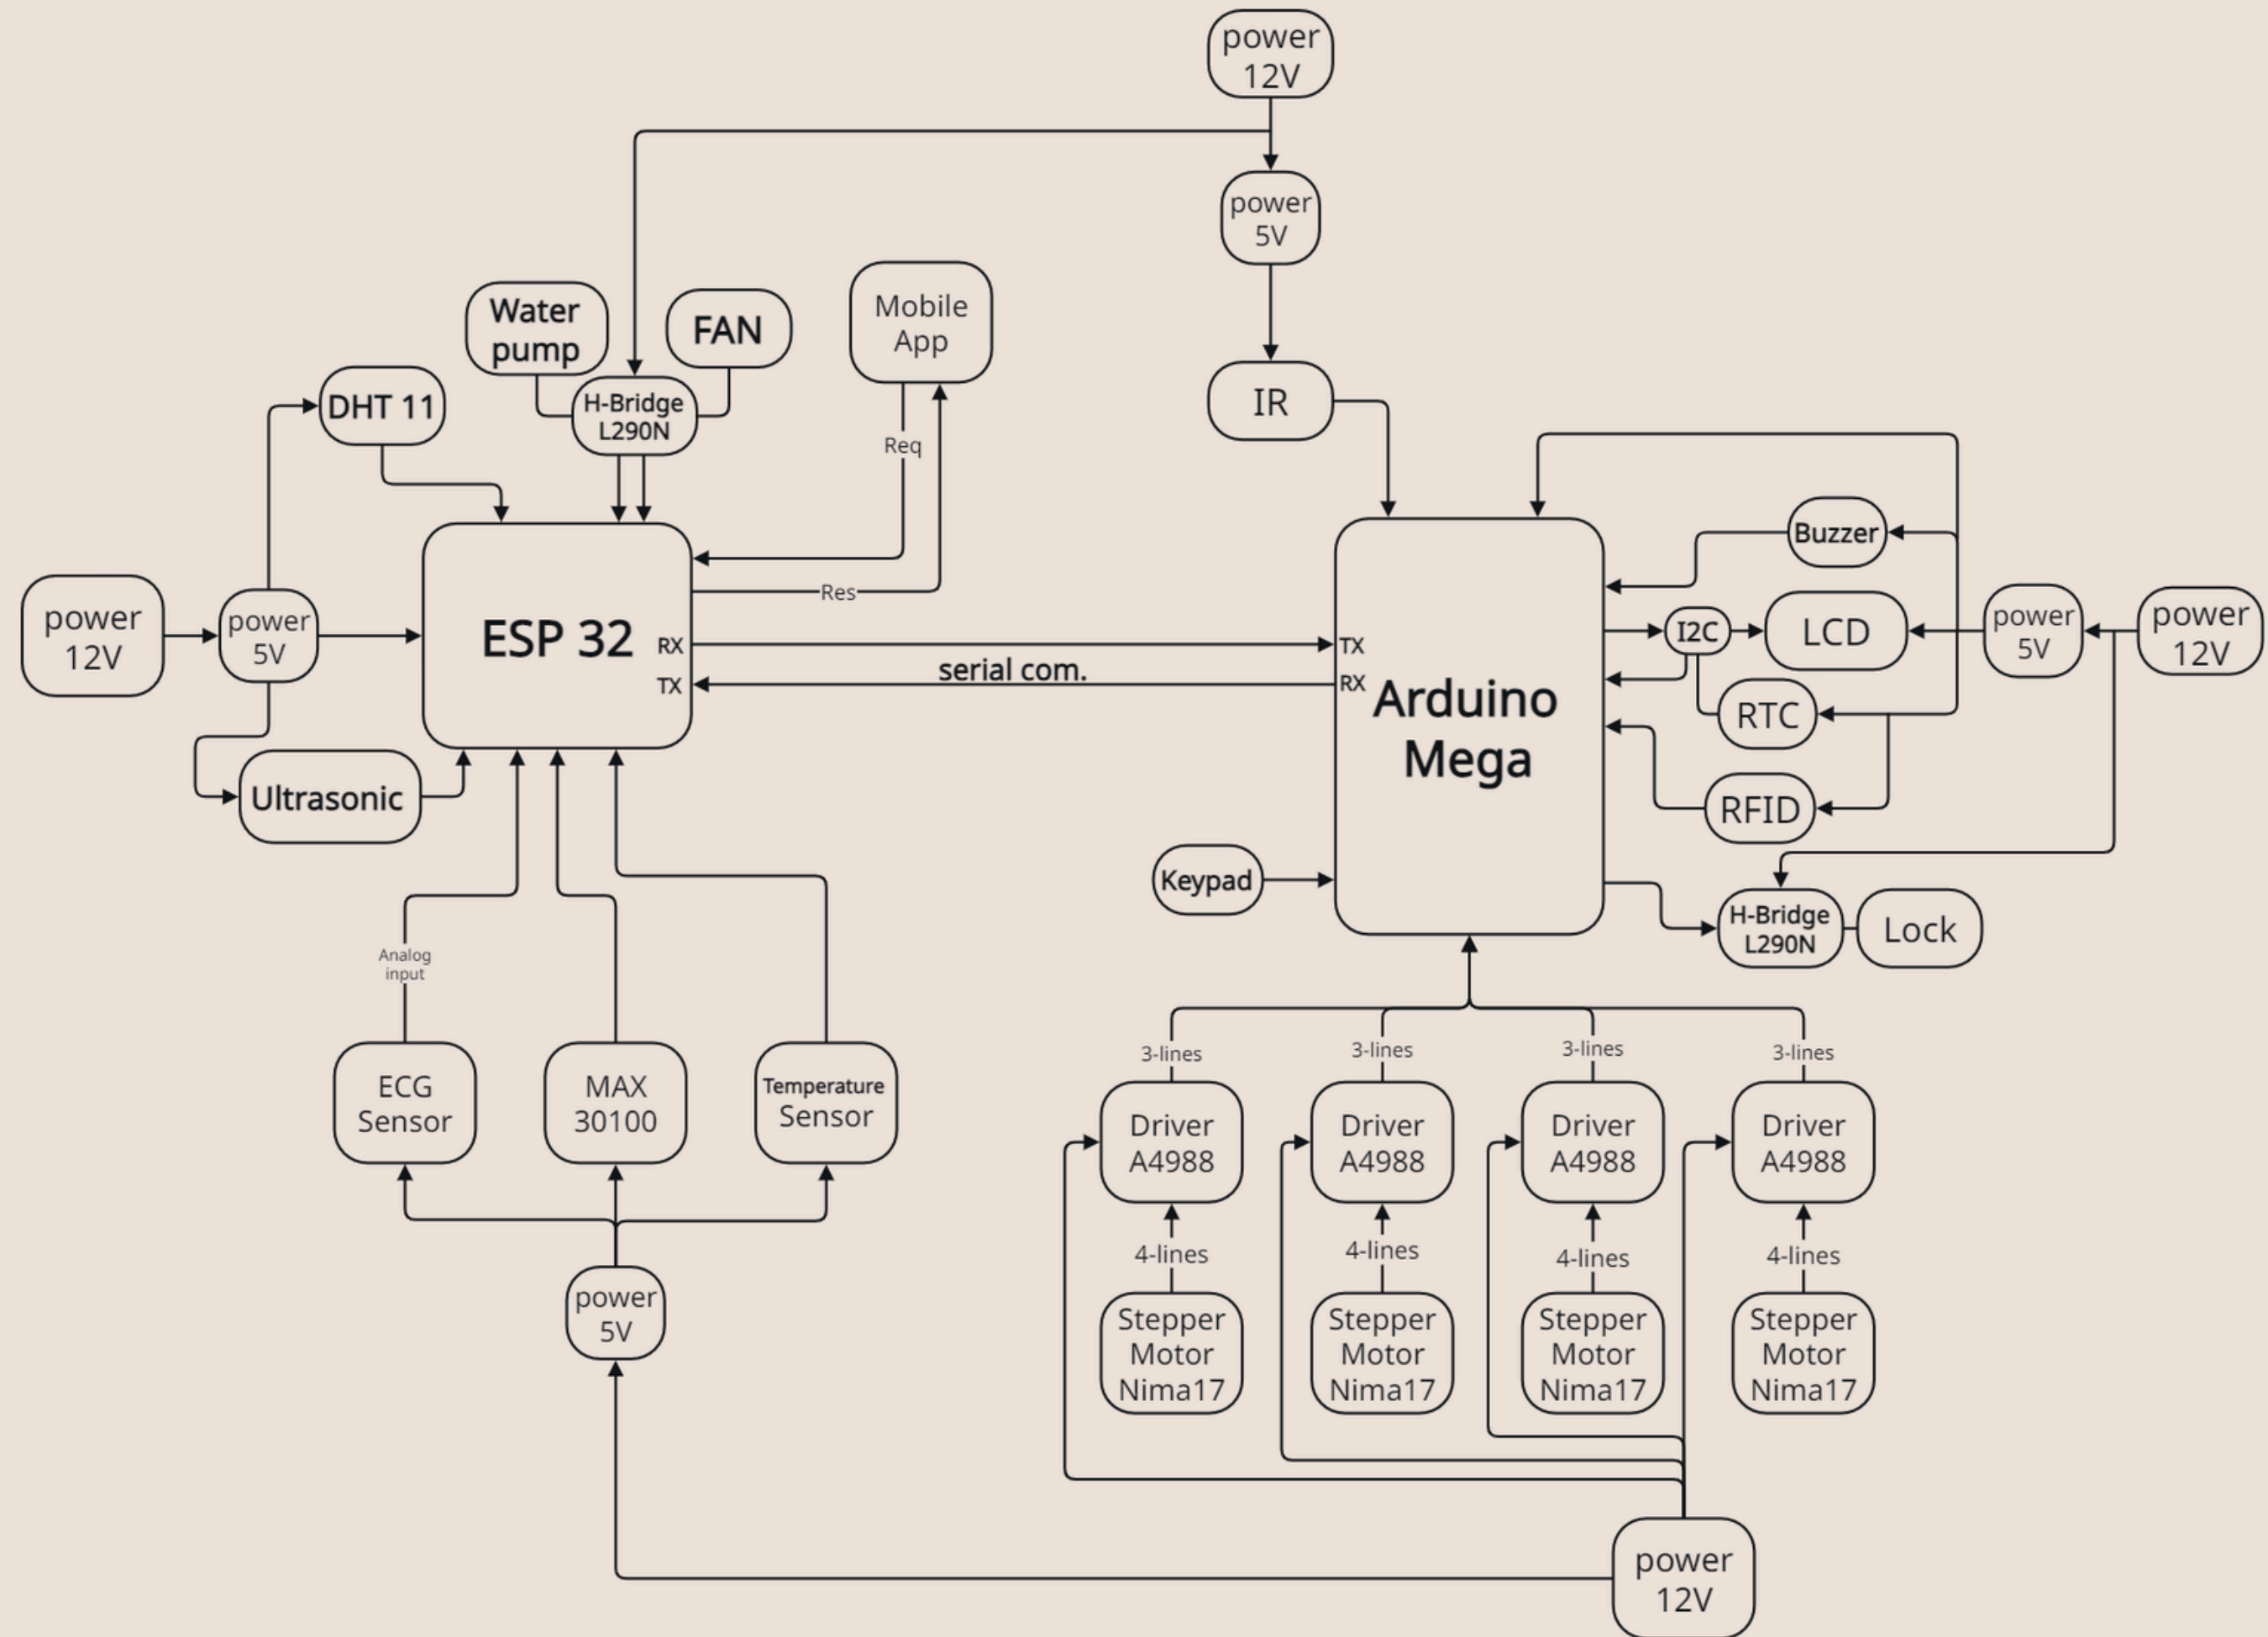 power
12V
power
5V
Water
pump
FAN
Mobile
App
H-Bridge
L290N
DHT 11
IR
Req
Buzzer
power
12V
power
5V
ESP 32
RX
TX
Res
serial com.
TX
RX
Arduino
Mega
I2C
LCD
power
5V
power
12V
RTC
RFID
Ultrasonic
Keypad
H-Bridge
L290N
Lock
Analog
input
3-lines
3-lines
3-lines
3-lines
ECG
Sensor
MAX
30100
Temperature
Sensor
Driver
A4988
Driver
A4988
Driver
A4988
Driver
A4988
4-lines
4-lines
4-lines
4-lines
power
5V
Stepper
Motor
Nima17
Stepper
Motor
Nima17
Stepper
Motor
Nima17
Stepper
Motor
Nima17
power
12V